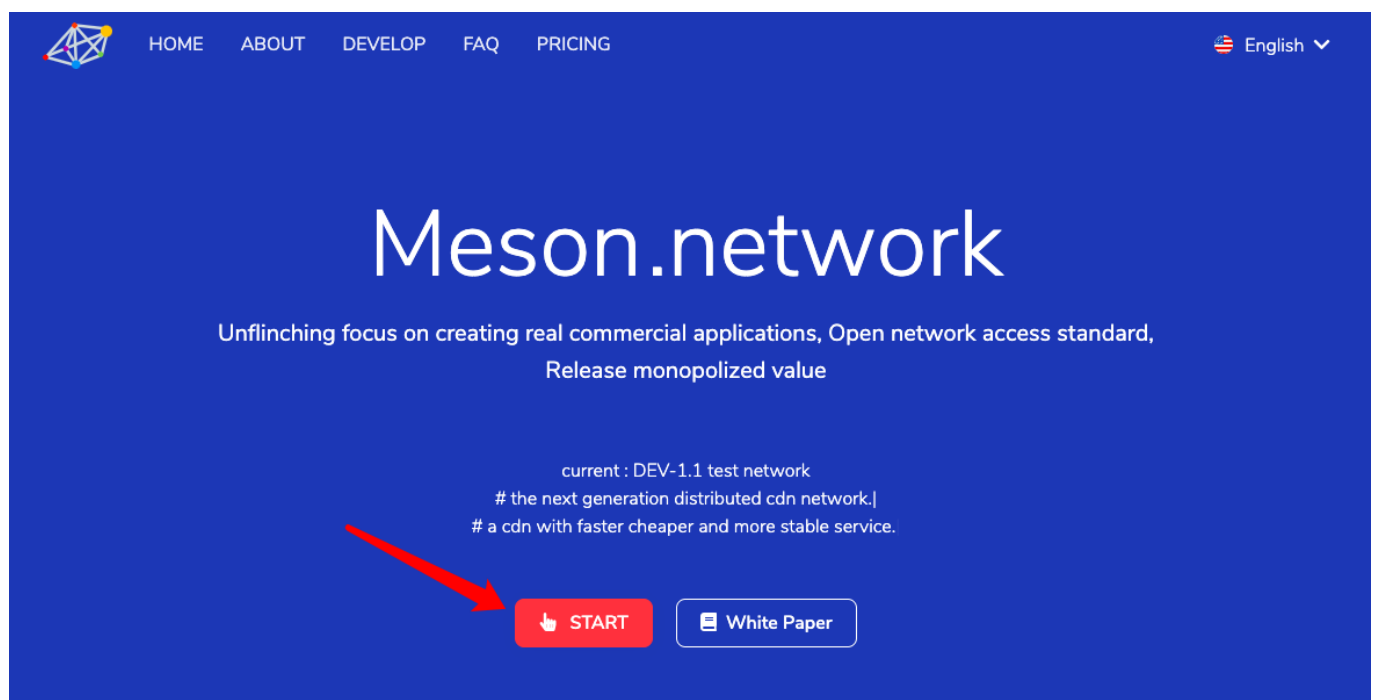 HOME ABOUT DEVELOP FAQ PRICING English
Meson.network
Unflinching focus on creating real commercial applications, Open network access standard,
Release monopolized value
current : DEV-1.1 test network
# the next generation distributed cdn network.|
# a cdn with faster cheaper and more stable service.
START White Paper